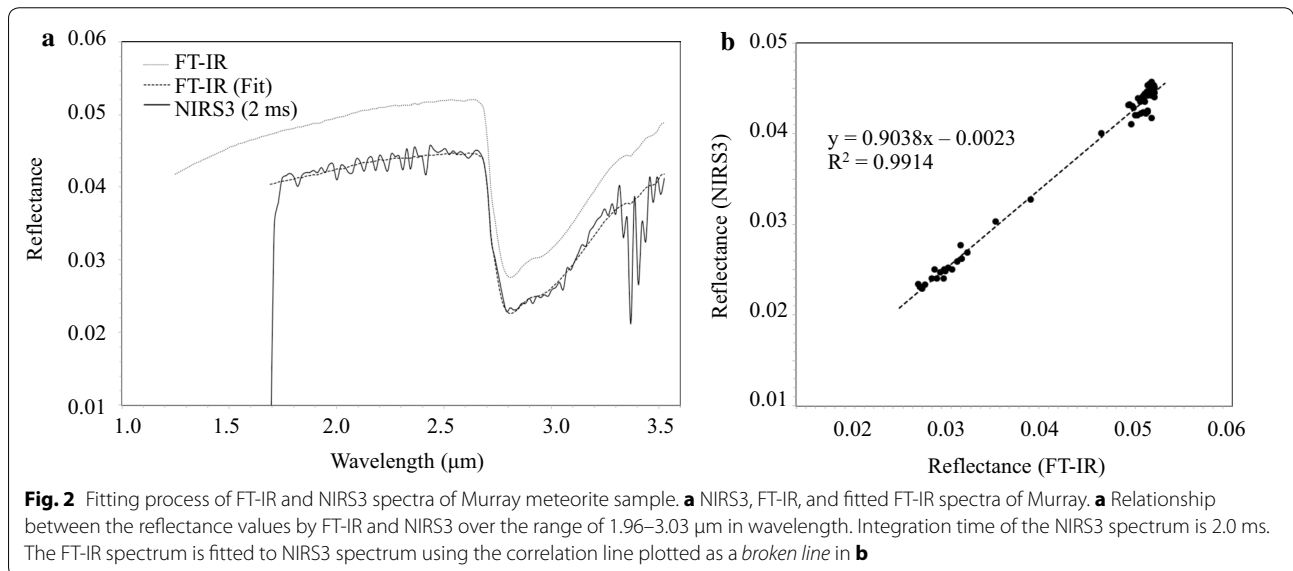 a
0.06
FT-IR
FT-IR (Fit)
NIRS3 (2 ms)
0.05
0.04
0.03
0.02
0.01
Reflectance
1.0 1.5 2.0 2.5 3.0 3.5
Wavelength (μm)
b
0.05
0.04
0.03
0.02
0.01
Reflectance (NIRS3)
y = 0.9038x – 0.0023
R² = 0.9914
0.02 0.03 0.04 0.05 0.06
Reflectance (FT-IR)
Fig. 2 Fitting process of FT-IR and NIRS3 spectra of Murray meteorite sample. a NIRS3, FT-IR, and fitted FT-IR spectra of Murray. a Relationship
between the reflectance values by FT-IR and NIRS3 over the range of 1.96–3.03 μm in wavelength. Integration time of the NIRS3 spectrum is 2.0 ms.
The FT-IR spectrum is fitted to NIRS3 spectrum using the correlation line plotted as a broken line in b